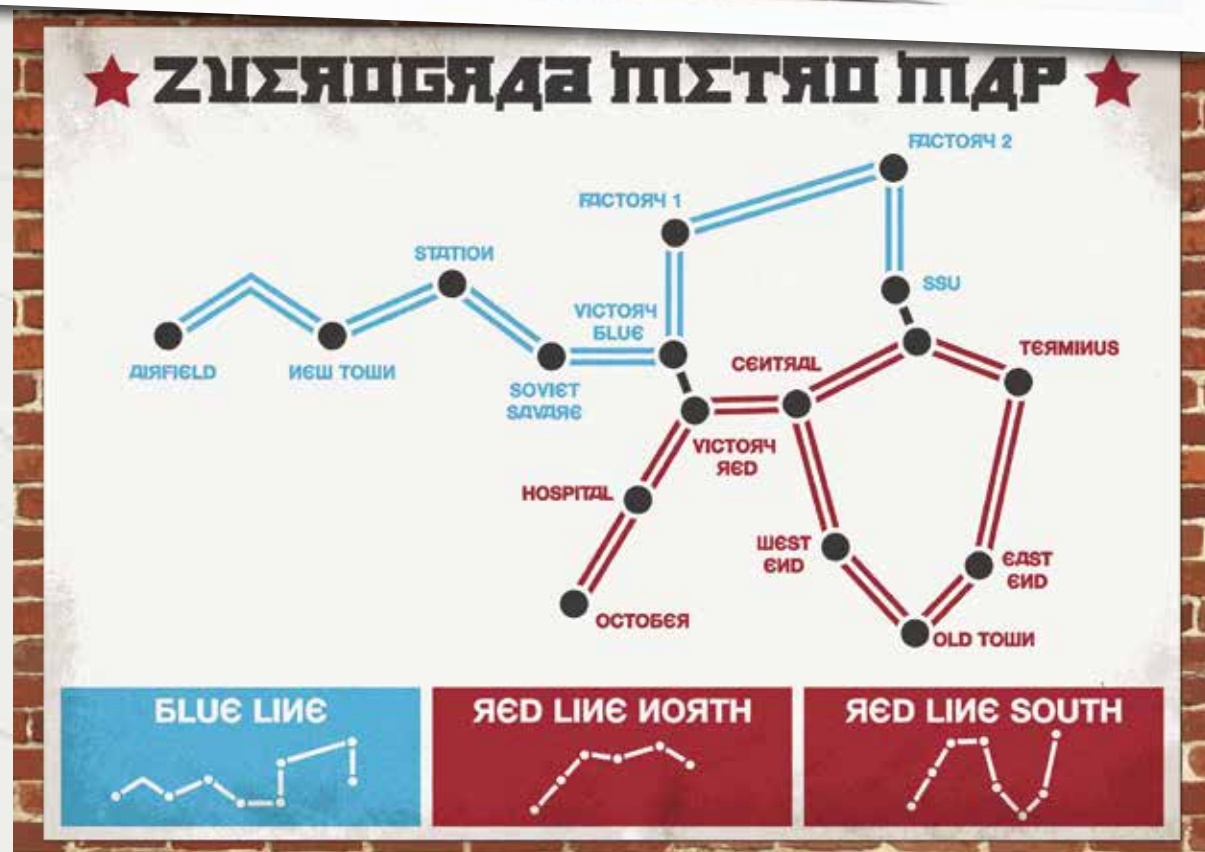 ZVEROGRAD METRO MAP
FACTORY 2
FACTORY 1
STATION
SSU
VICTORY
BLUE
TERMINUS
CENTRAL
AIRFIELD
NEW TOWN
SOVIET
SAVARE
VICTORY
RED
HOSPITAL
WEST
END
EAST
END
OCTOBER
OLD TOWN
BLUE LINE
RED LINE NORTH
RED LINE SOUTH